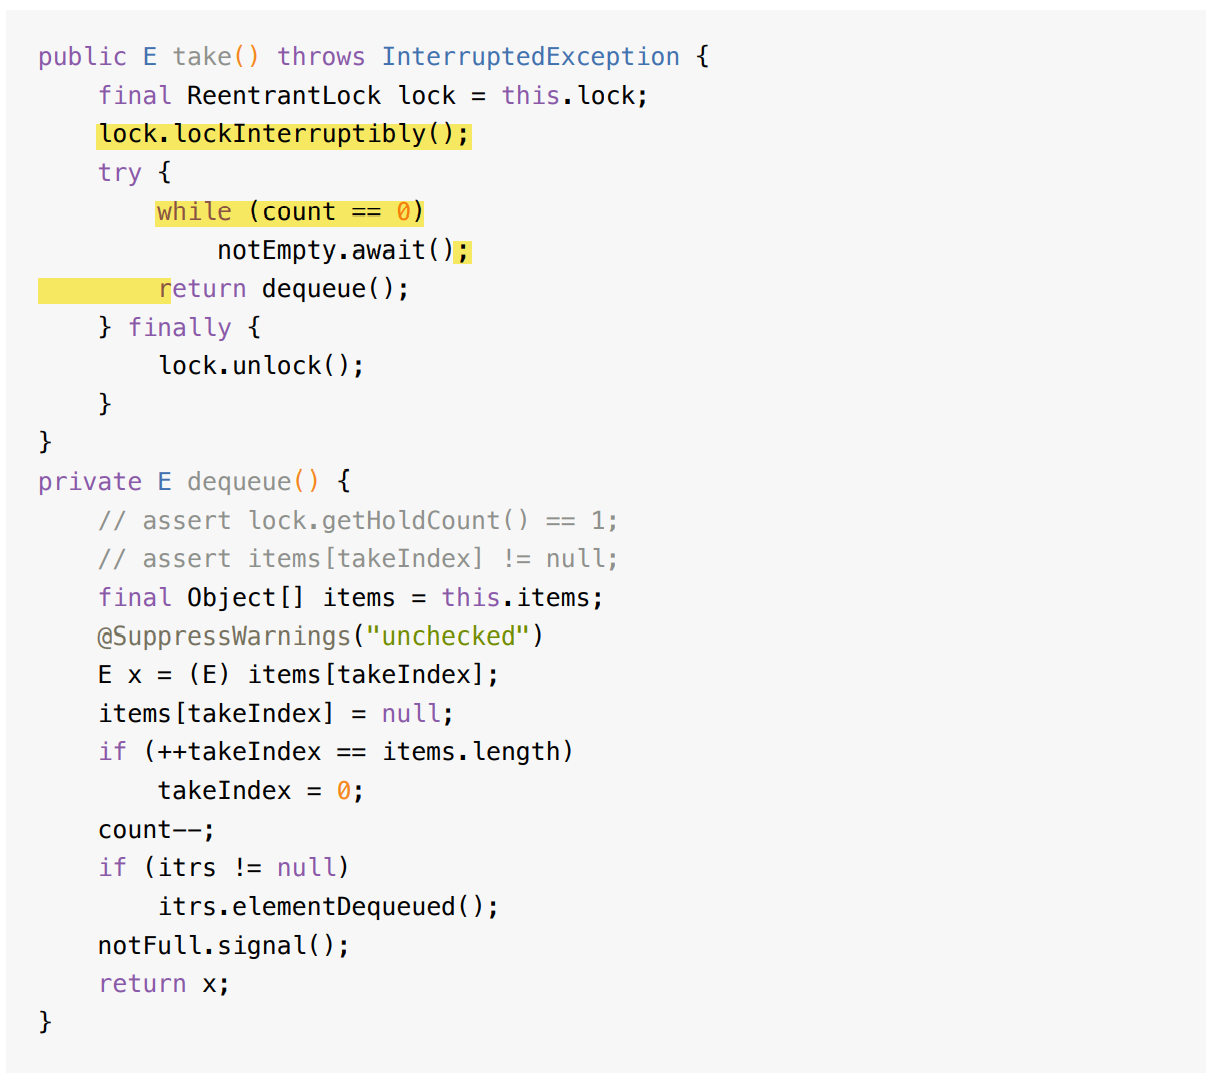 public E take() throws InterruptedException {
    final ReentrantLock lock = this.lock;
    lock.lockInterruptibly();
    try {
        while (count == 0)
            notEmpty.await();
        return dequeue();
    } finally {
        lock.unlock();
    }
}
private E dequeue() {
    // assert lock.getHoldCount() == 1;
    // assert items[takeIndex] != null;
    final Object[] items = this.items;
    @SuppressWarnings("unchecked")
    E x = (E) items[takeIndex];
    items[takeIndex] = null;
    if (++takeIndex == items.length)
        takeIndex = 0;
    count--;
    if (itrs != null)
        itrs.elementDequeued();
    notFull.signal();
    return x;
}